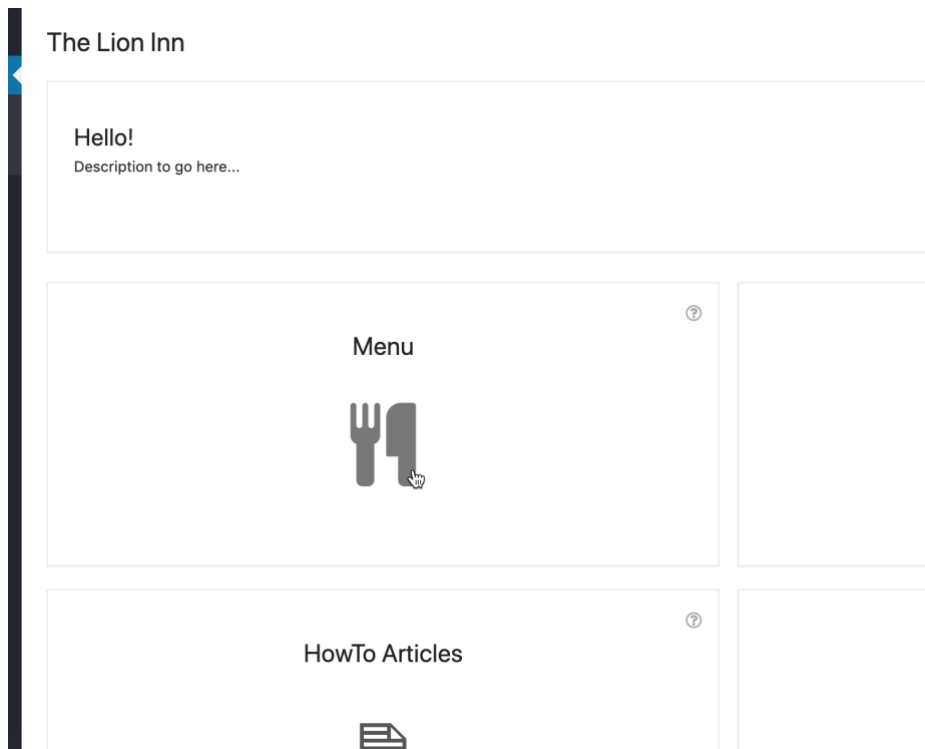 The Lion Inn
Hello!
Description to go here...
?
Menu
?
HowTo Articles